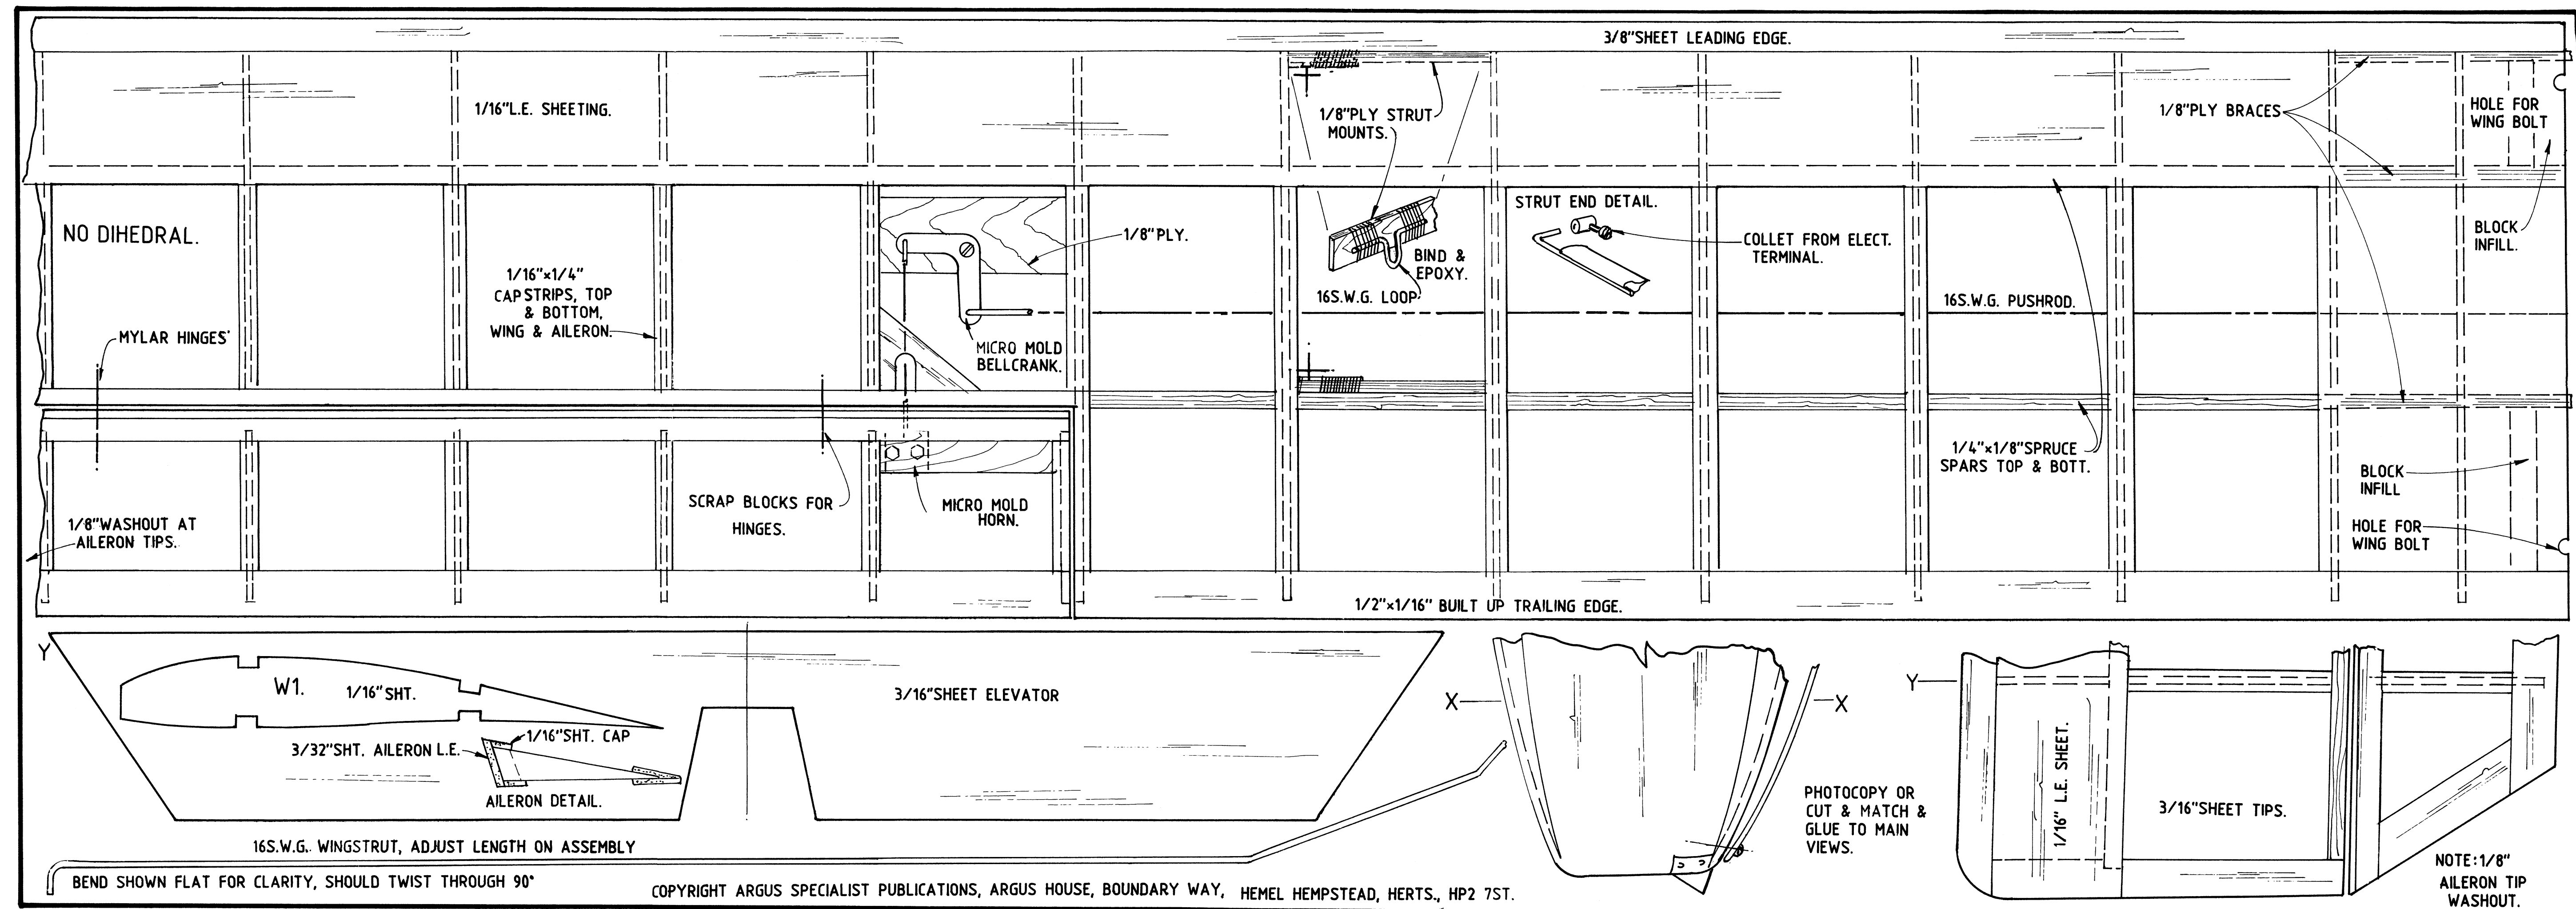 3/8"SHEET LEADING EDGE.
1/16"L.E. SHEETING.
1/8"PLY STRUT
MOUNTS.
1/8"PLY BRACES
HOLE FOR
WING BOLT
NO DIHEDRAL.
1/16"×1/4"
CAPSTRIPS, TOP
& BOTTOM,
WING & AILERON.
1/8"PLY.
BIND &
EPOXY.
16S.W.G. LOOP.
STRUT END DETAIL.
COLLET FROM ELECT.
TERMINAL.
16S.W.G. PUSHROD.
BLOCK
INFILL.
MYLAR HINGES
MICRO MOLD
BELLCRANK.
1/4"×1/8"SPRUCE
SPARS TOP & BOTT.
BLOCK
INFILL
HOLE FOR
WING BOLT
1/8"WASHOUT AT
AILERON TIPS.
SCRAP BLOCKS FOR
HINGES.
MICRO MOLD
HORN.
1/2"×1/16" BUILT UP TRAILING EDGE.
Y
W1.
1/16"SHT.
3/16"SHEET ELEVATOR
3/32"SHT. AILERON L.E.
1/16"SHT. CAP
AILERON DETAIL.
X
X
PHOTOCOPY OR
CUT & MATCH &
GLUE TO MAIN
VIEWS.
Y
1/16" L.E. SHEET.
3/16"SHEET TIPS.
NOTE:1/8"
AILERON TIP
WASHOUT.
16S.W.G. WINGSTRUT, ADJUST LENGTH ON ASSEMBLY
BEND SHOWN FLAT FOR CLARITY, SHOULD TWIST THROUGH 90°
COPYRIGHT ARGUS SPECIALIST PUBLICATIONS, ARGUS HOUSE, BOUNDARY WAY, HEMEL HEMPSTEAD, HERTS., HP2 7ST.